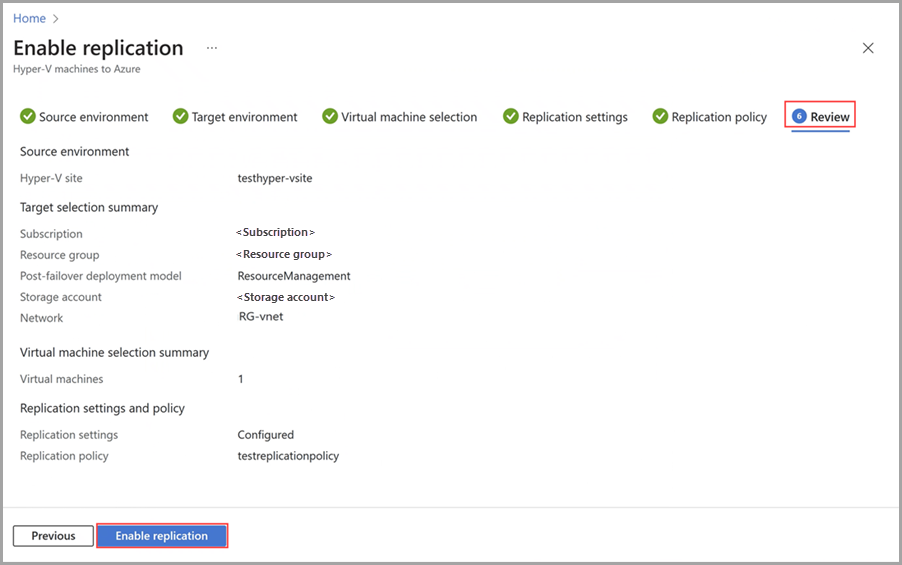 Home >
Enable replication ...
Hyper-V machines to Azure
Source environment Target environment Virtual machine selection Replication settings Replication policy 6 Review
Source environment
Hyper-V site testhyper-vsite
Target selection summary
Subscription <Subscription>
Resource group <Resource group>
Post-failover deployment model ResourceManagement
Storage account <Storage account>
Network RG-vnet
Virtual machine selection summary
Virtual machines 1
Replication settings and policy
Replication settings Configured
Replication policy testreplicationpolicy
Previous Enable replication